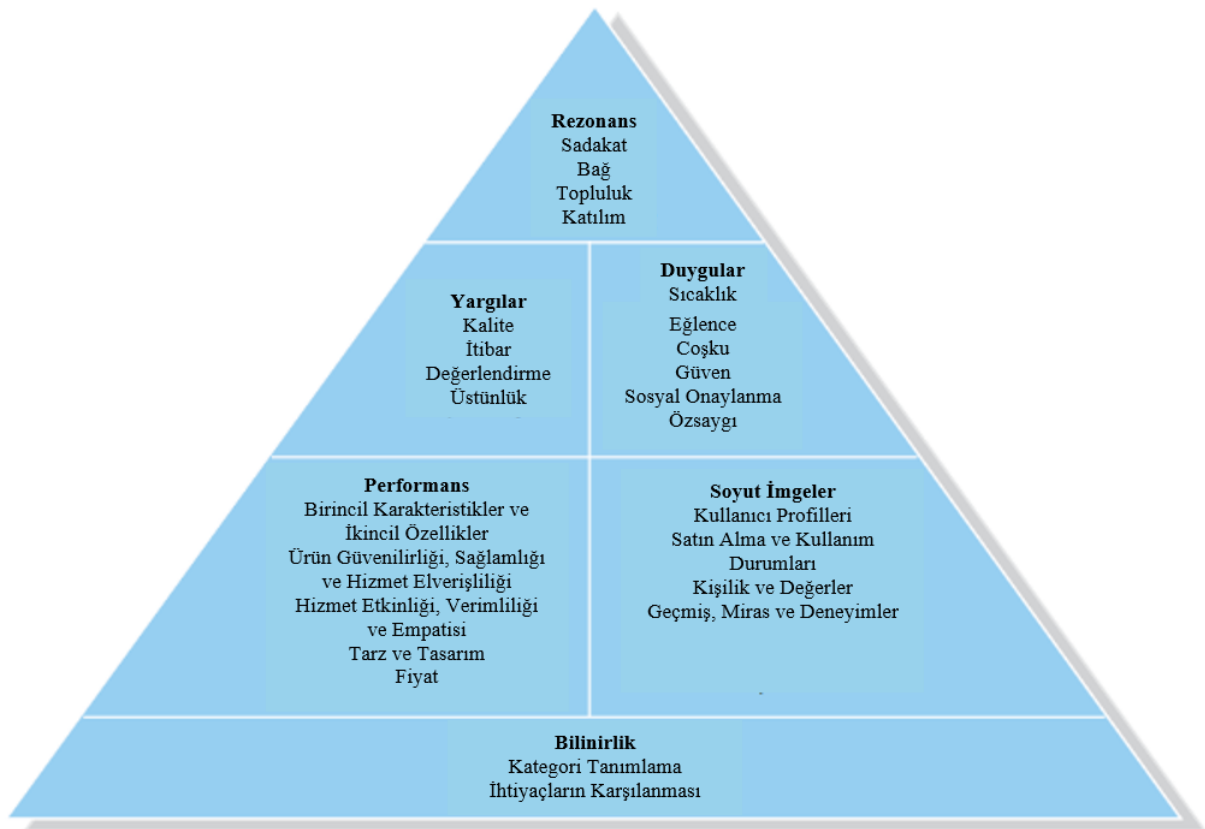 Rezonans
Sadakat
Bağ
Topluluk
Katılım
Yargılar
Kalite
İtibar
Değerlendirme
Üstünlük
Duygular
Sıcaklık
Eğlence
Coşku
Güven
Sosyal Onaylanma
Özsaygı
Performans
Birincil Karakteristikler ve
İkincil Özellikler
Ürün Güvenilirliği, Sağlamlığı
ve Hizmet Elverişliliği
Hizmet Etkinliği, Verimliliği
ve Empatisi
Tarz ve Tasarım
Fiyat
Soyut İmgeler
Kullanıcı Profilleri
Satın Alma ve Kullanım
Durumları
Kişilik ve Değerler
Geçmiş, Miras ve Deneyimler
Bilinirlik
Kategori Tanımlama
İhtiyaçların Karşılanması